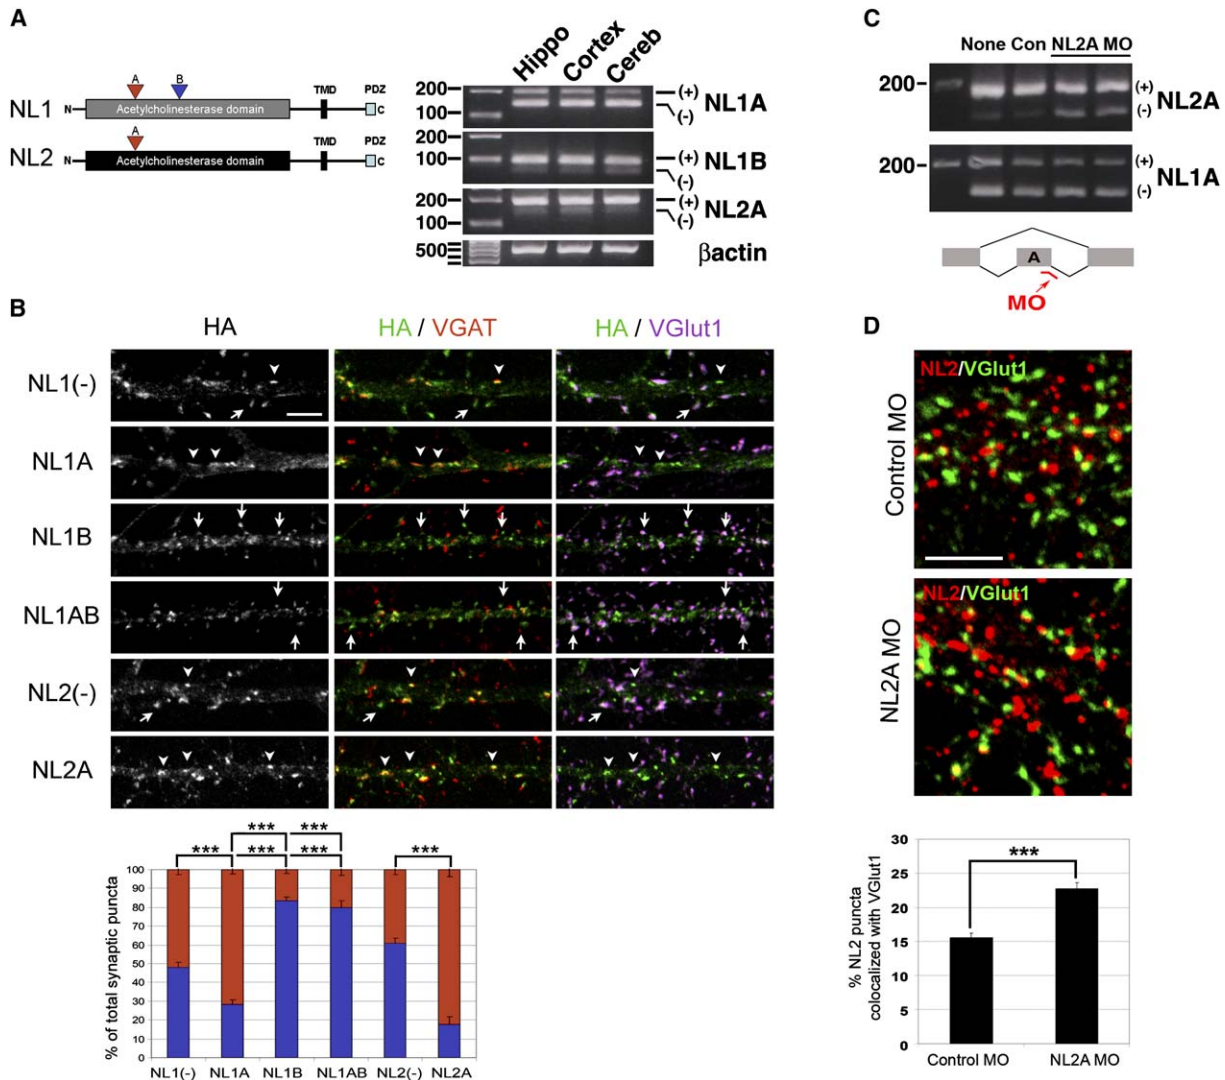 A
A B TMD PDZ
NL1 N- Acetylcholinesterase domain C
A TMD PDZ
NL2 N- Acetylcholinesterase domain C
Hippo Cortex Cereb
200 (+) NL1A
100 (-)
200
100 (+) NL1B
(-)
200 (+) NL2A
100 (-)
500 βactin
C
None Con NL2A MO
200 (+) NL2A
(-)
200 (+) NL1A
(-)
A
MO
B
HA HA / VGAT HA / VGlut1
NL1(-)
NL1A
NL1B
NL1AB
NL2(-)
NL2A
% of total synaptic puncta
*** ***
*** *** *** ***
100
90
80
70
60
50
40
30
20
10
0
NL1(-) NL1A NL1B NL1AB NL2(-) NL2A
D
Control MO
NL2/VGlut1
NL2A MO
NL2/VGlut1
% NL2 puncta
colocalized with VGlut1
***
30
25
20
15
10
5
0
Control MO NL2A MO